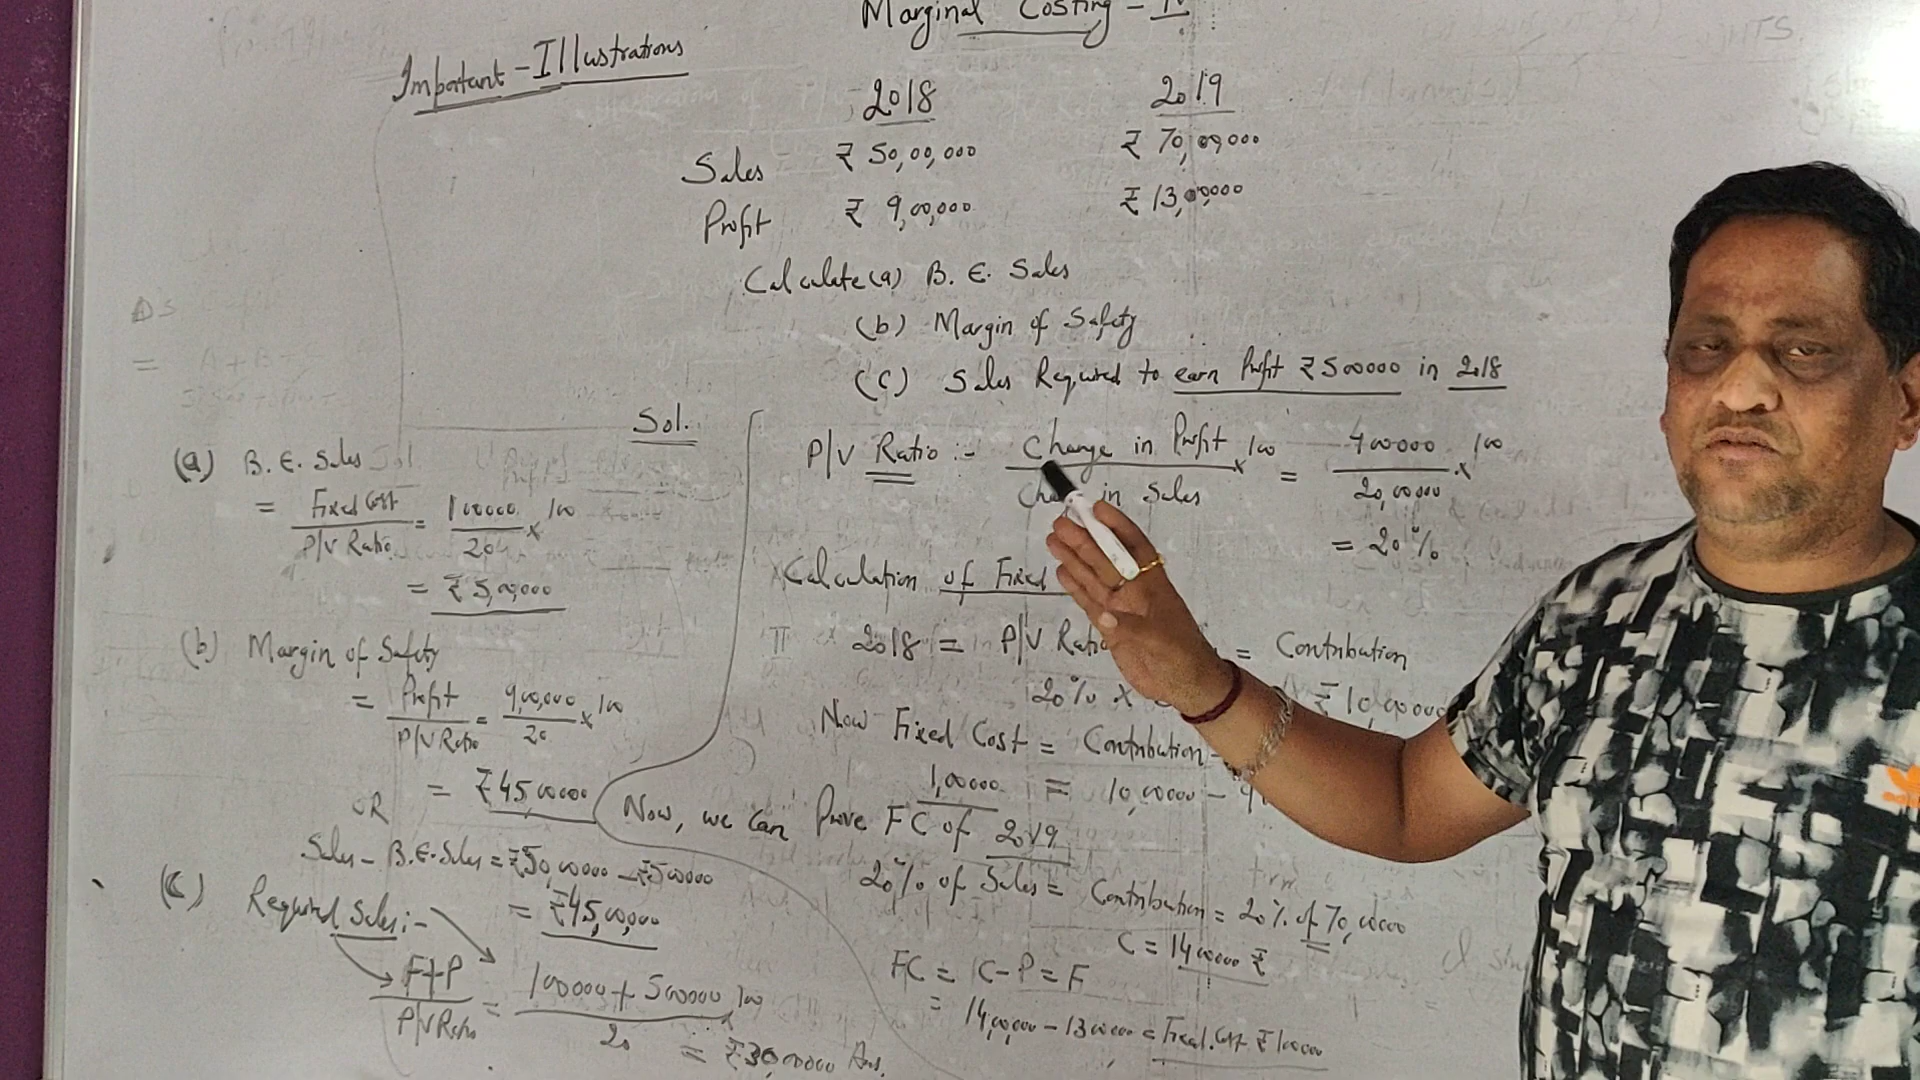 Marginal Costing - IV
Important - Illustrations
2018 2019
Sales ₹ 50,00,000 ₹ 70,00,000
Profit ₹ 9,00,000 ₹ 13,00,000
Calculate (a) B. E. Sales
(b) Margin of Safety
(C) Sales Required to earn Profit ₹ 500000 in 2018
Sol.
P/V Ratio :- Change in Profit × 100 = 400000 × 100
Change in Sales 20,00000
= 20%
Calculation of Fixed
2018 = P/V Ratio = Contribution
20% × ₹ 10,00000
Now Fixed Cost = Contribution -
1,00000 = 10,00000 -
Now, we can Prove FC of 2019
20% of Sales = Contribution = 20% of 70,00000
C = 1400000 ₹
FC = C - P = F
= 14,00,000 - 1300000 = Fixed Cost ₹ 100000
(a) B. E. Sales
= Fixed Cost = 100000 × 100
P/V Ratio 20
= ₹ 5,00,000
(b) Margin of Safety
= Profit = 9,00,000 × 100
P/V Ratio 20
= ₹ 45,00000
OR
Sales - B.E. Sales = ₹50,00000 - ₹500000
= ₹45,00,000
(C) Required Sales :-
F+P = 100000 + 500000 × 100
P/V Ratio 20
= ₹30,00000 Ans.